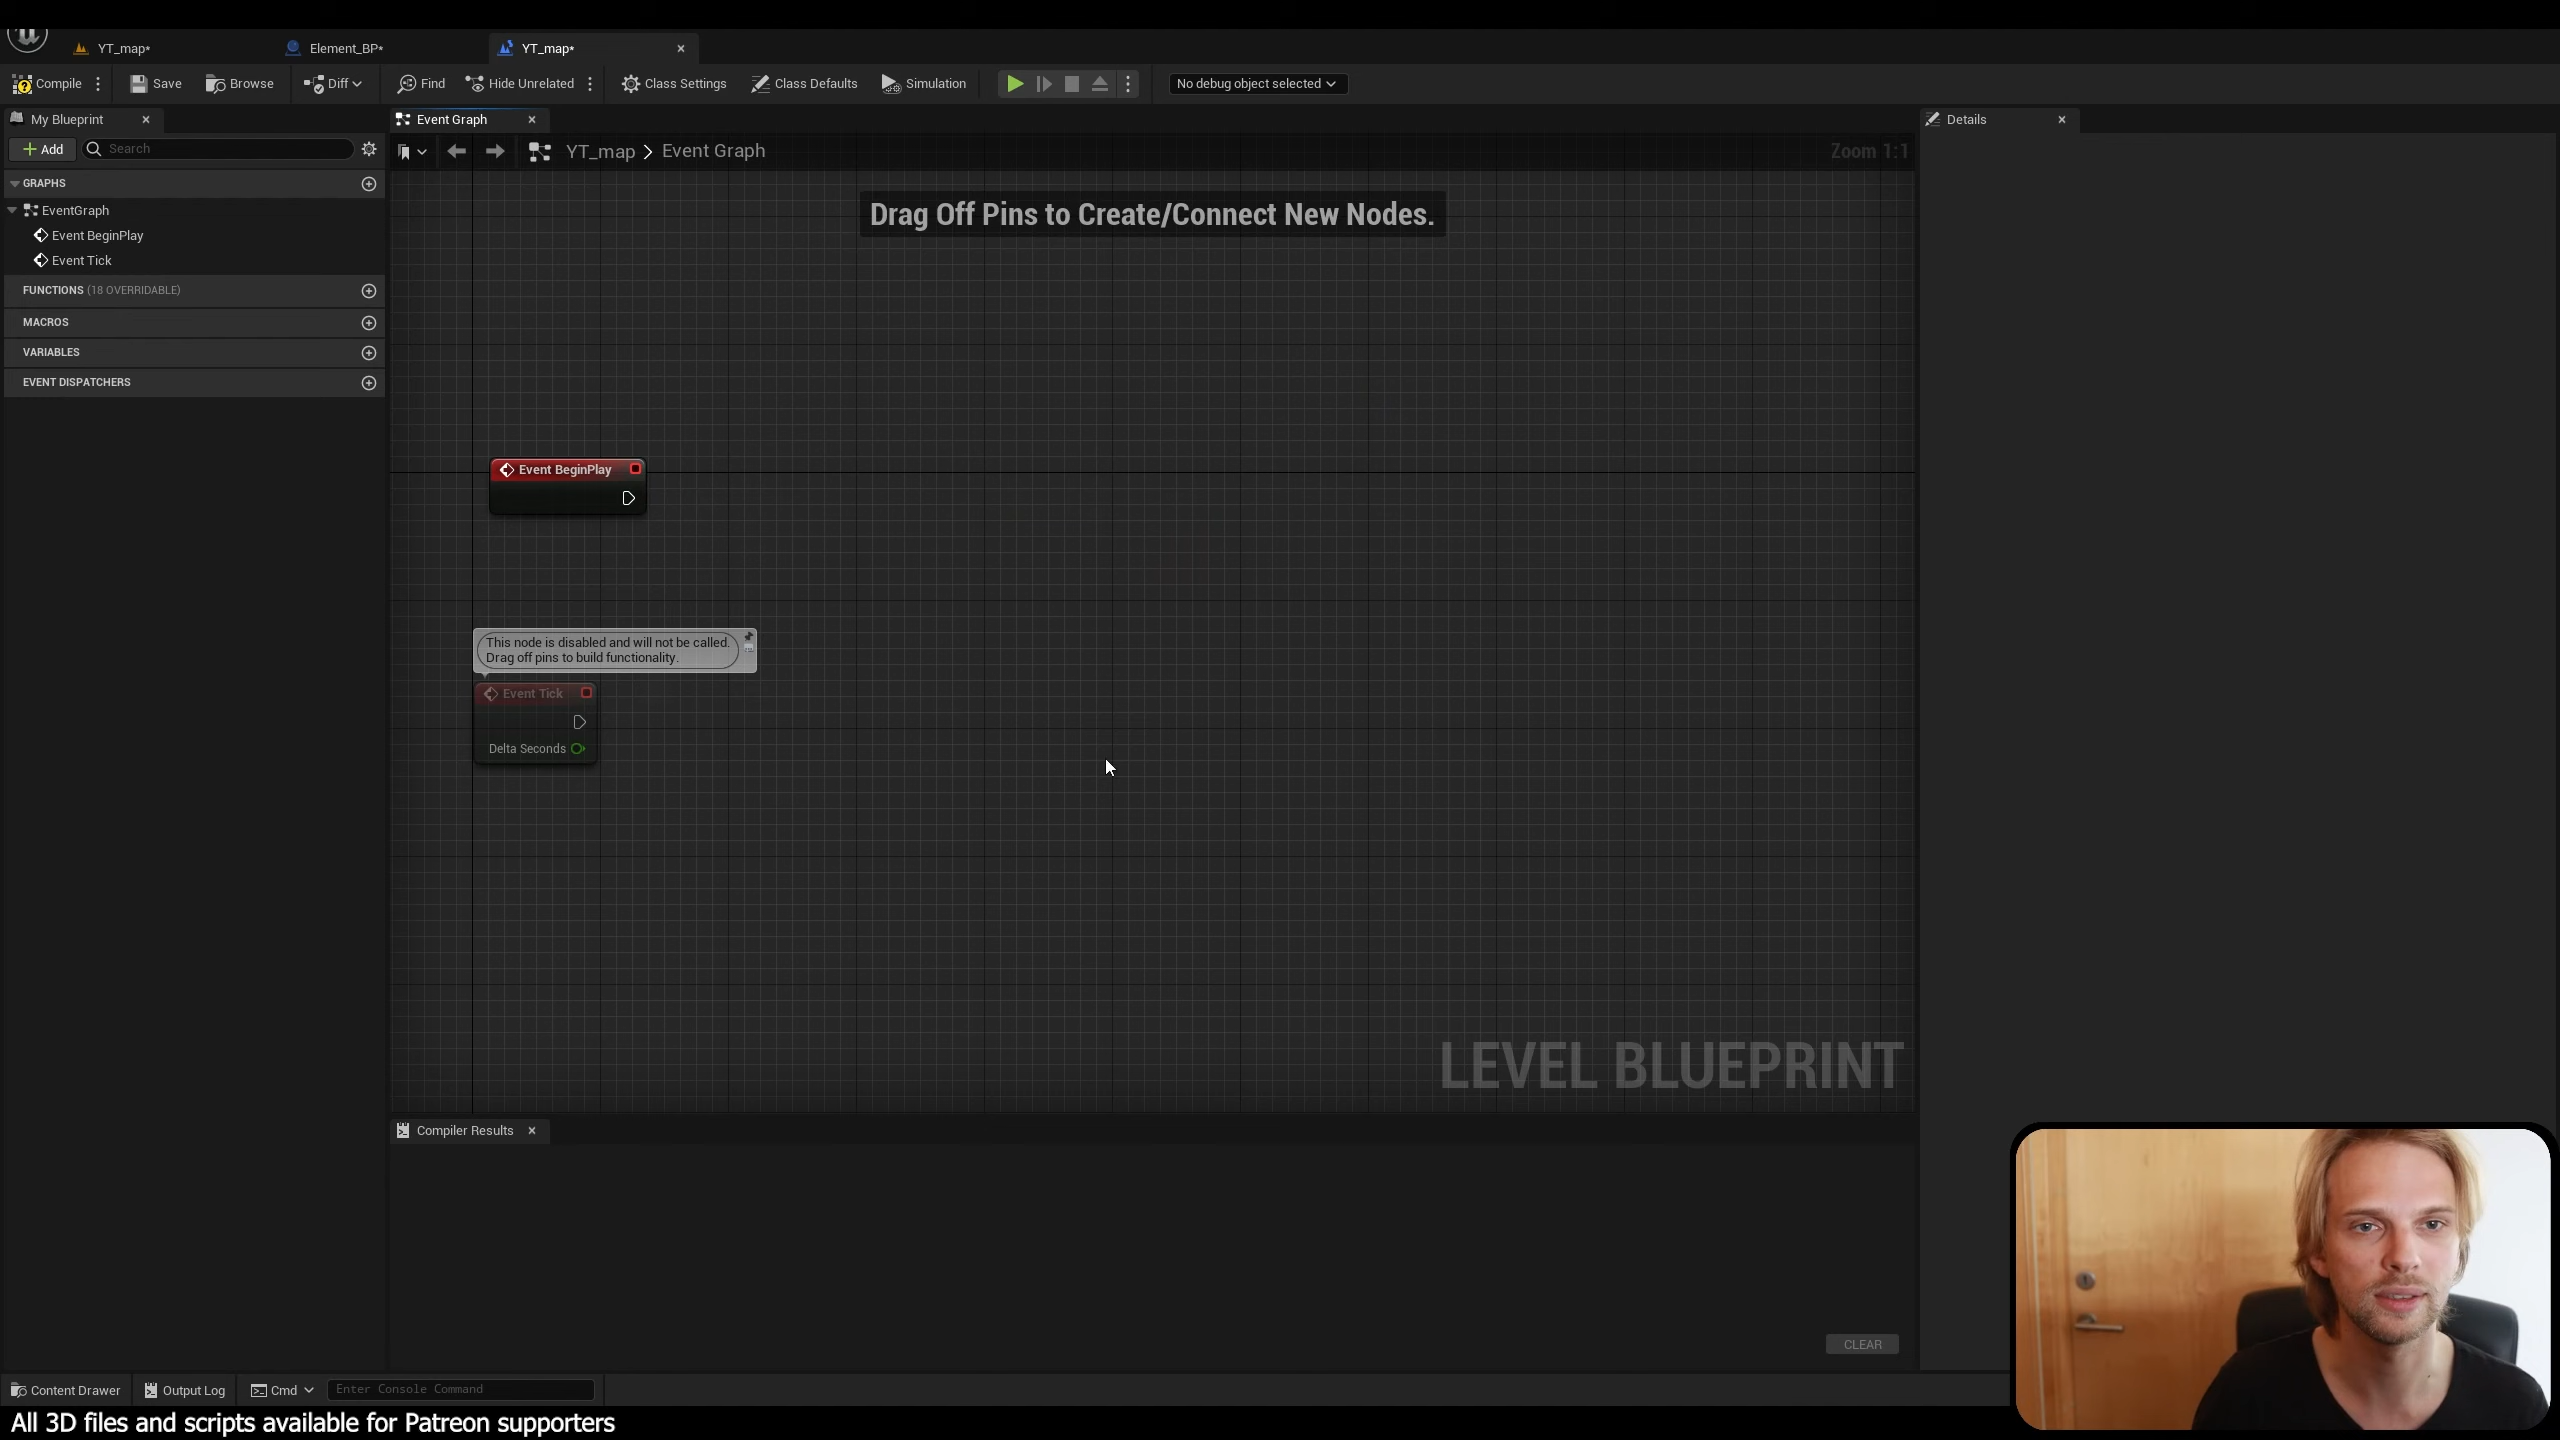 YT_map*
Element_BP*
YT_map*
Compile
Save
Browse
Diff
Find
Hide Unrelated
Class Settings
Class Defaults
Simulation
No debug object selected
My Blueprint
Add
Search
GRAPHS
EventGraph
Event BeginPlay
Event Tick
FUNCTIONS (18 OVERRIDABLE)
MACROS
VARIABLES
EVENT DISPATCHERS
Event Graph
YT_map > Event Graph
Zoom 1:1
Drag Off Pins to Create/Connect New Nodes.
Event BeginPlay
This node is disabled and will not be called.
Drag off pins to build functionality.
Event Tick
Delta Seconds
LEVEL BLUEPRINT
Details
Compiler Results
CLEAR
Content Drawer
Output Log
Cmd
Enter Console Command
All 3D files and scripts available for Patreon supporters